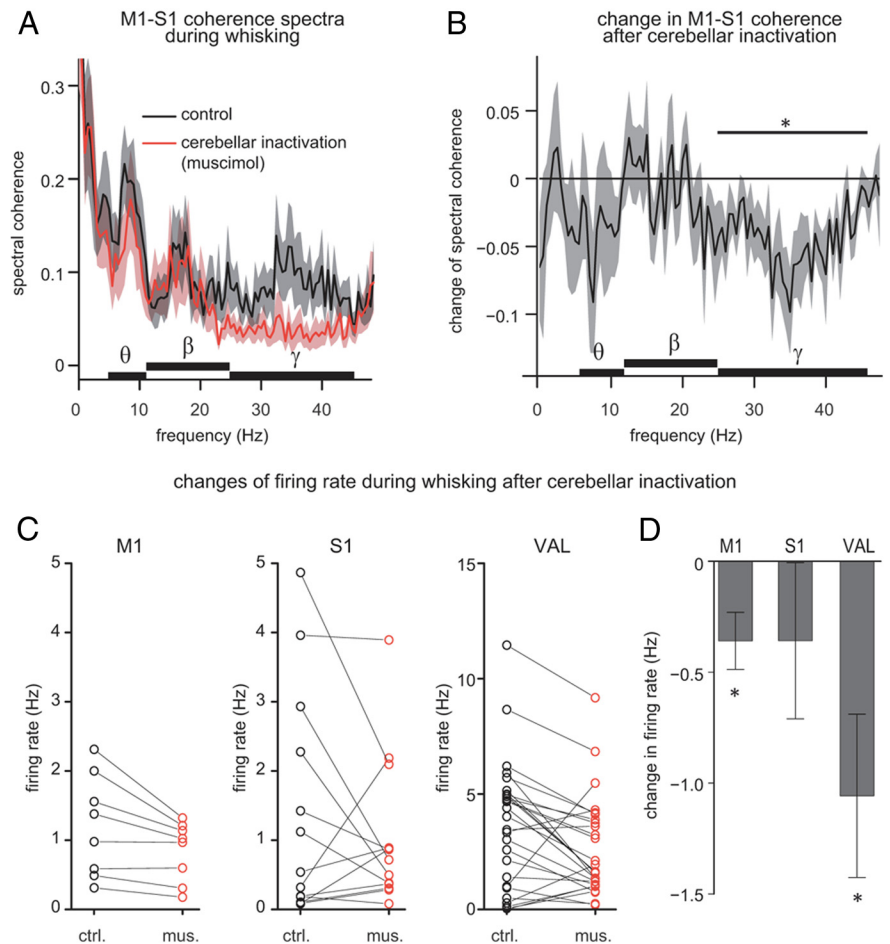 A
M1-S1 coherence spectra
during whisking
spectral coherence
0.3
0.2
0.1
0
control
cerebellar inactivation
(muscimol)
θ
β
γ
0
10
20
30
40
frequency (Hz)
B
change in M1-S1 coherence
after cerebellar inactivation
change of spectral coherence
0.05
0
−0.05
−0.1
*
θ
β
γ
0
10
20
30
40
frequency (Hz)
changes of firing rate during whisking after cerebellar inactivation
C
M1
firing rate (Hz)
5
4
3
2
1
0
ctrl.
mus.
S1
firing rate (Hz)
5
4
3
2
1
0
ctrl.
mus.
VAL
firing rate (Hz)
15
10
5
0
ctrl.
mus.
D
M1
S1
VAL
change in firing rate (Hz)
0
−0.5
−1.0
−1.5
*
*